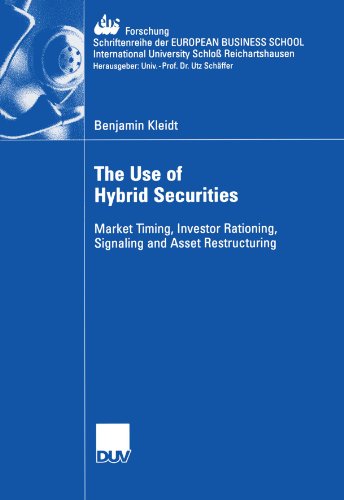 ebs Forschung
Schriftenreihe der EUROPEAN BUSINESS SCHOOL
International University Schloß Reichartshausen
Herausgeber: Univ.-Prof. Dr. Utz Schäffer
Benjamin Kleidt
The Use of
Hybrid Securities
Market Timing, Investor Rationing,
Signaling and Asset Restructuring
DUV